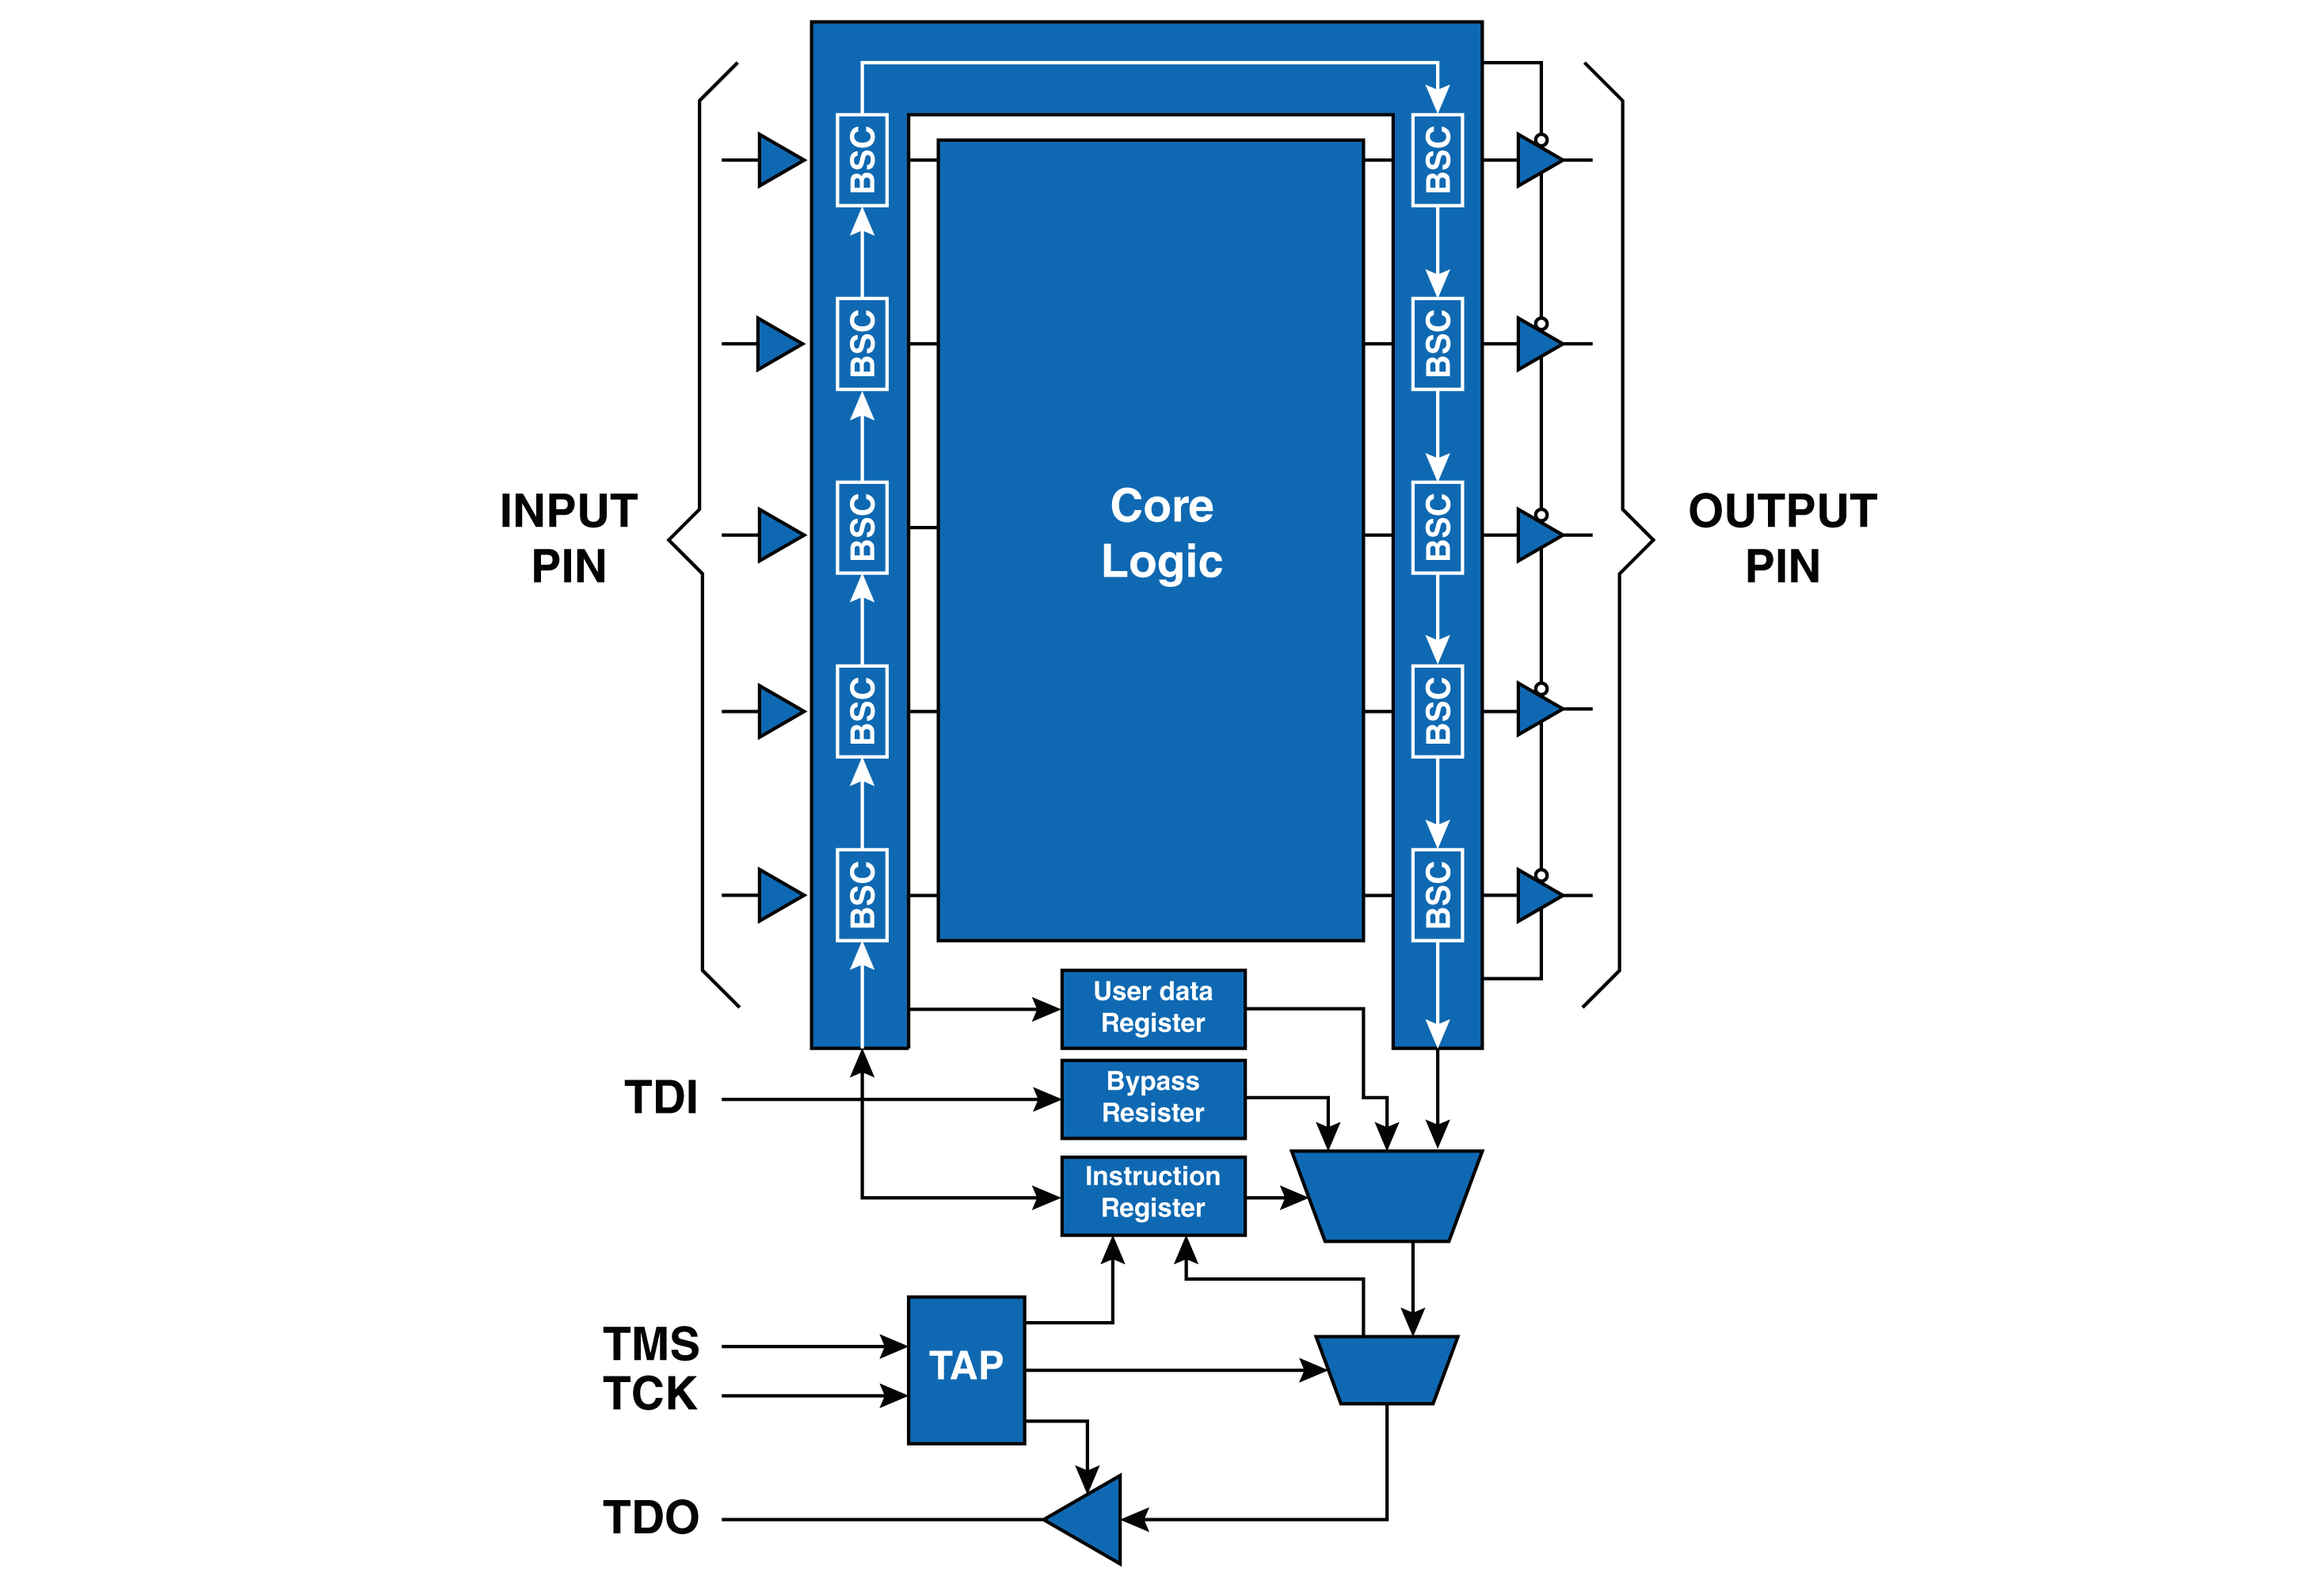 BSC
BSC
BSC
BSC
BSC
BSC
BSC
BSC
BSC
BSC
INPUT
PIN
Core
Logic
OUTPUT
PIN
User data
Register
TDI
Bypass
Resister
Instruction
Register
TMS
TCK
TAP
TDO